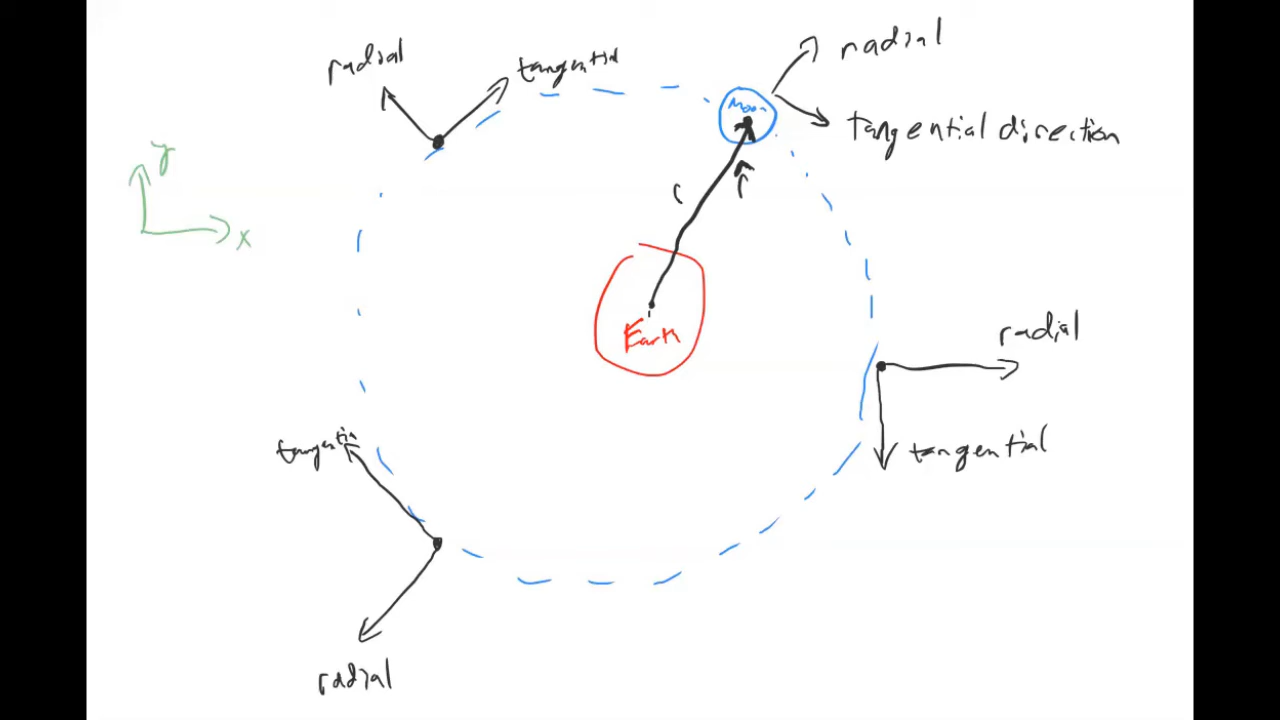 radial
tangential
radial
Moon
tangential direction
y
x
r
r̂
Earth
radial
tangential
tangential
radial